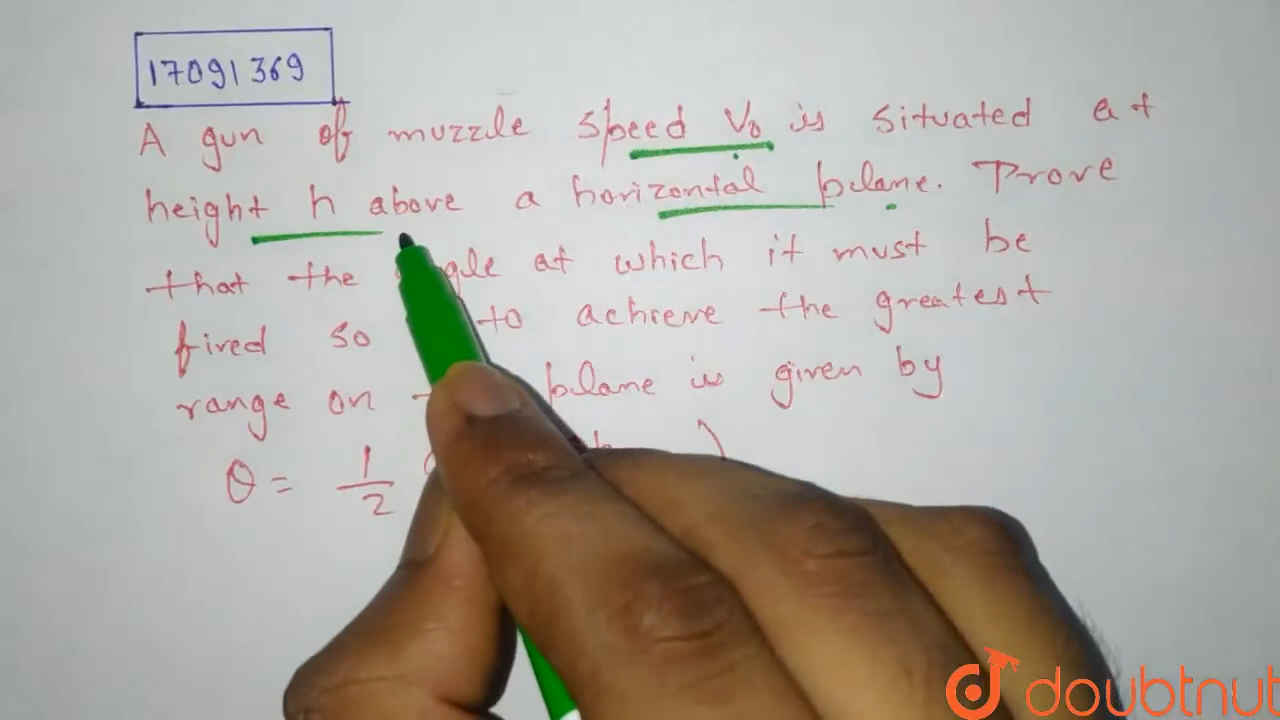 17091369
A gun of muzzle speed V₀ is situated at
height h above a horizontal plane. Prove
that the at which it must be
fired so to achieve the greatest
range on plane is given by
θ = 1/2
doubtnut